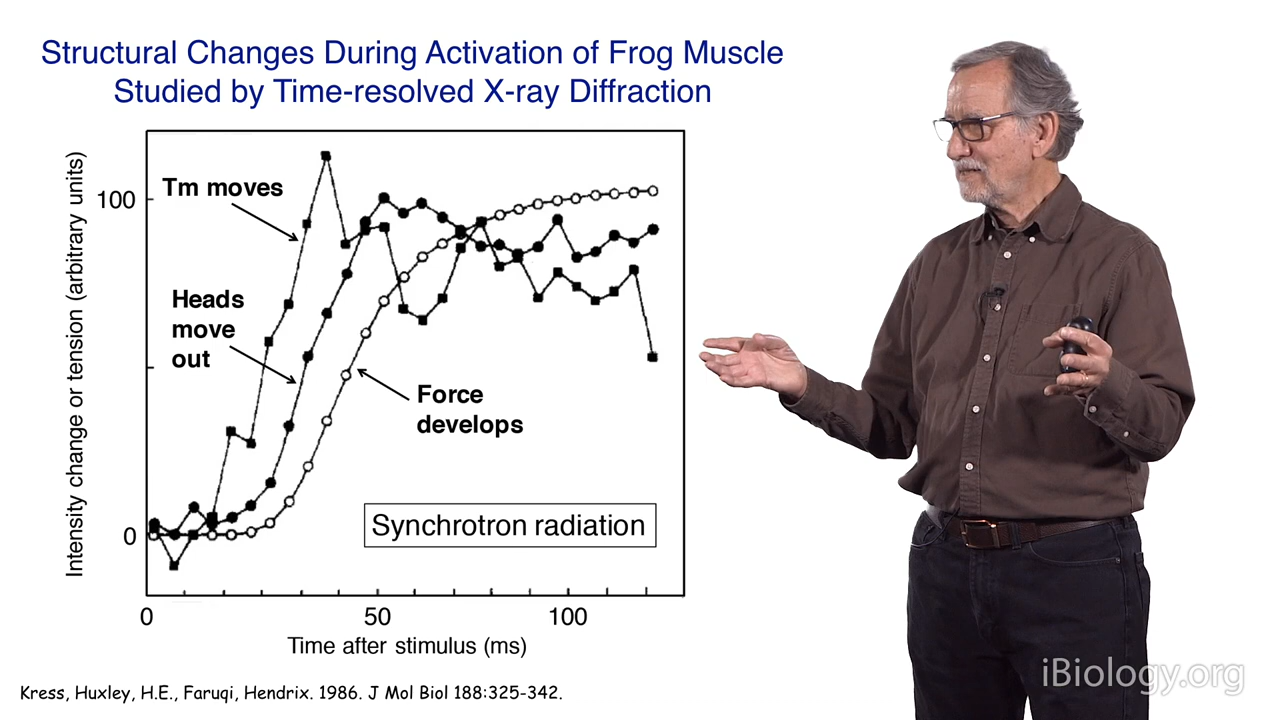 Structural Changes During Activation of Frog Muscle
Studied by Time-resolved X-ray Diffraction
Intensity change or tension (arbitrary units)
100
0
Tm moves
Heads
move
out
Force
develops
Synchrotron radiation
0 50 100
Time after stimulus (ms)
Kress, Huxley, H.E., Faruqi, Hendrix. 1986. J Mol Biol 188:325-342.
iBiology.org